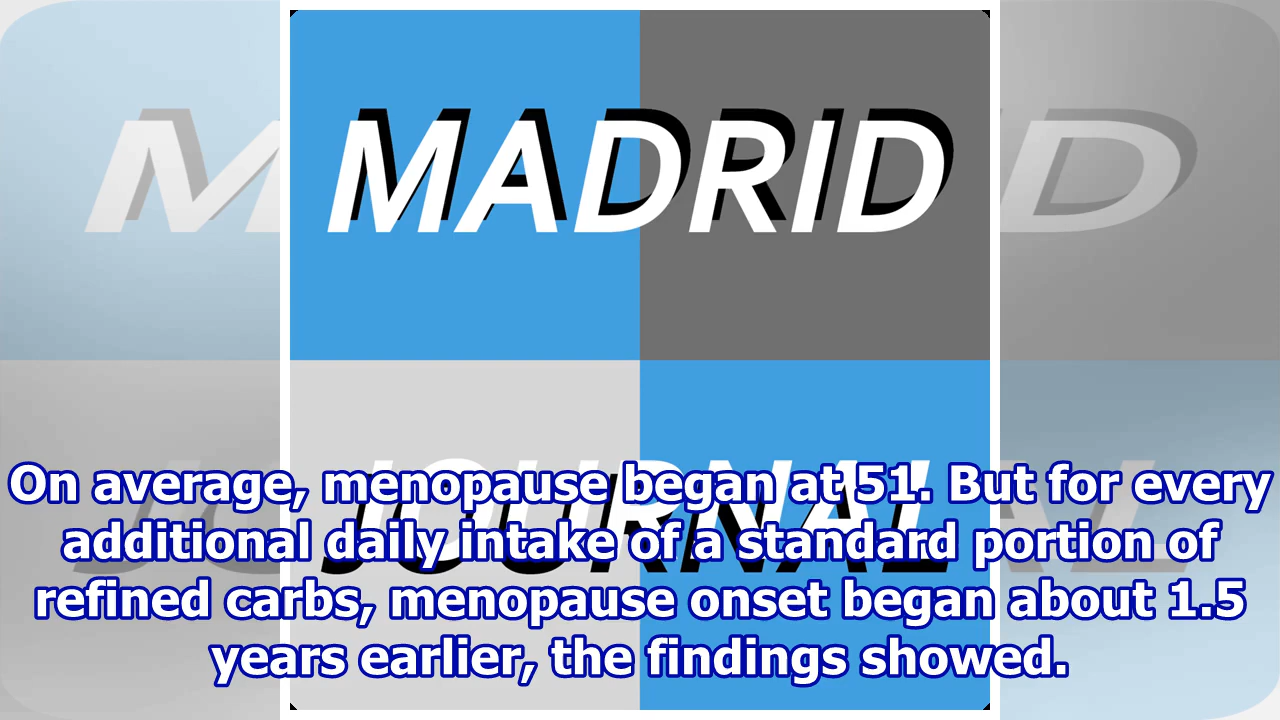 MADRID
JOURNAL
On average, menopause began at 51. But for every
additional daily intake of a standard portion of
refined carbs, menopause onset began about 1.5
years earlier, the findings showed.